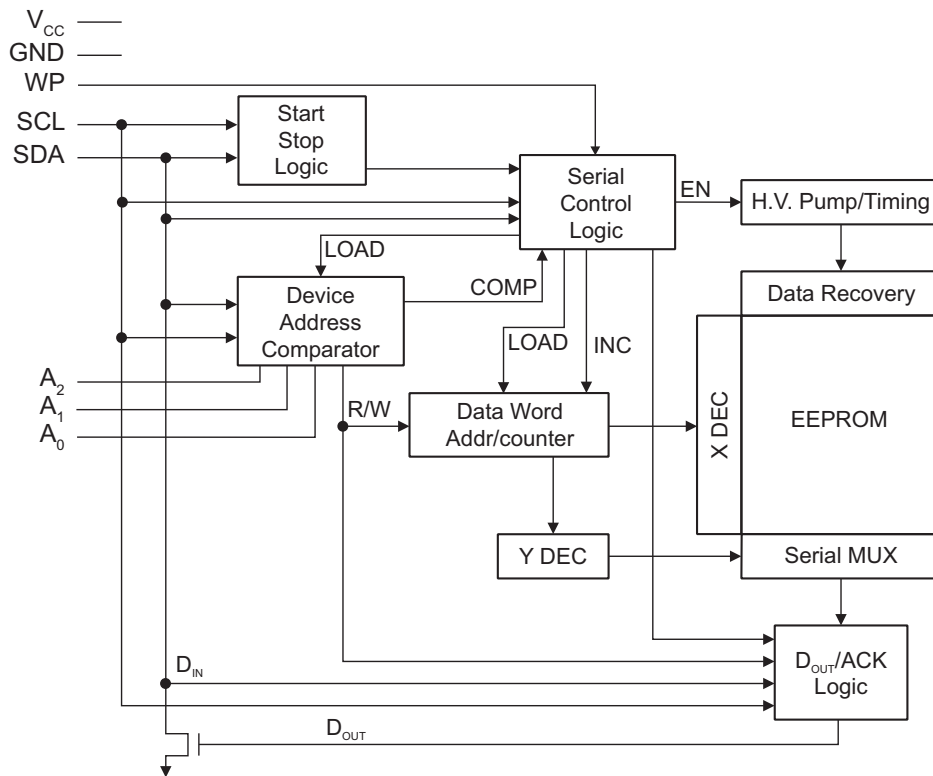 VCC
GND
WP
SCL
SDA
Start
Stop
Logic
Serial
Control
Logic
EN
H.V. Pump/Timing
LOAD
COMP
Device
Address
Comparator
Data Recovery
LOAD
INC
A2
A1
A0
R/W
Data Word
Addr/counter
X DEC
EEPROM
Y DEC
Serial MUX
DIN
DOUT/ACK
Logic
DOUT